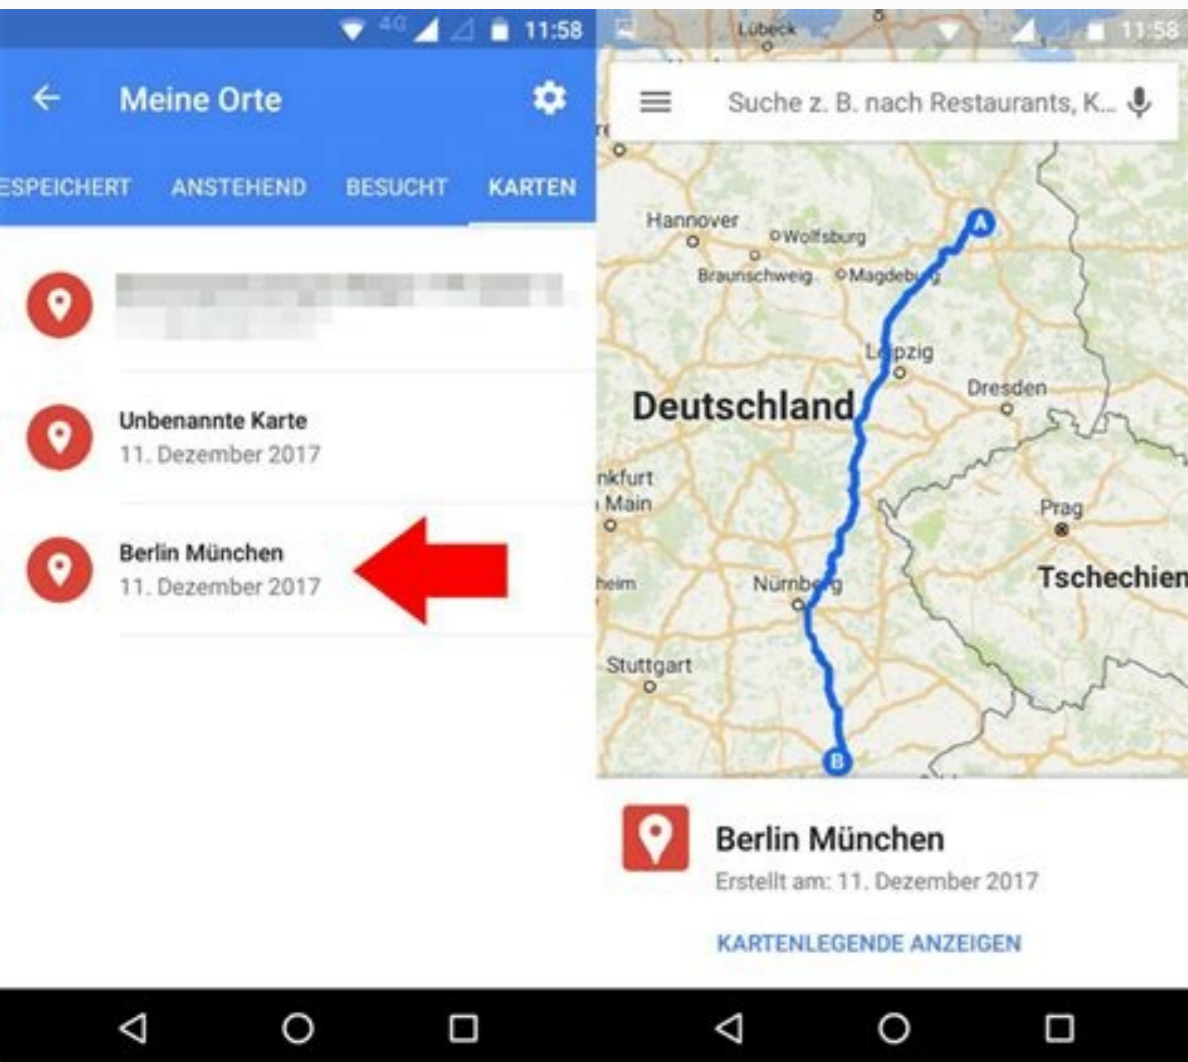 4G 11:58
Meine Orte
ESPEICHERT ANSTEHEND BESUCHT KARTEN
Unbenannte Karte
11. Dezember 2017
Berlin München
11. Dezember 2017
11:58
Lübeck
Suche z. B. nach Restaurants, K...
A
Hannover
Wolfsburg
Braunschweig
Magdeburg
Leipzig
Dresden
Deutschland
nkfurt
Main
Prag
Tschechien
heim
Nürnberg
Stuttgart
B
Berlin München
Erstellt am: 11. Dezember 2017
KARTENLEGENDE ANZEIGEN